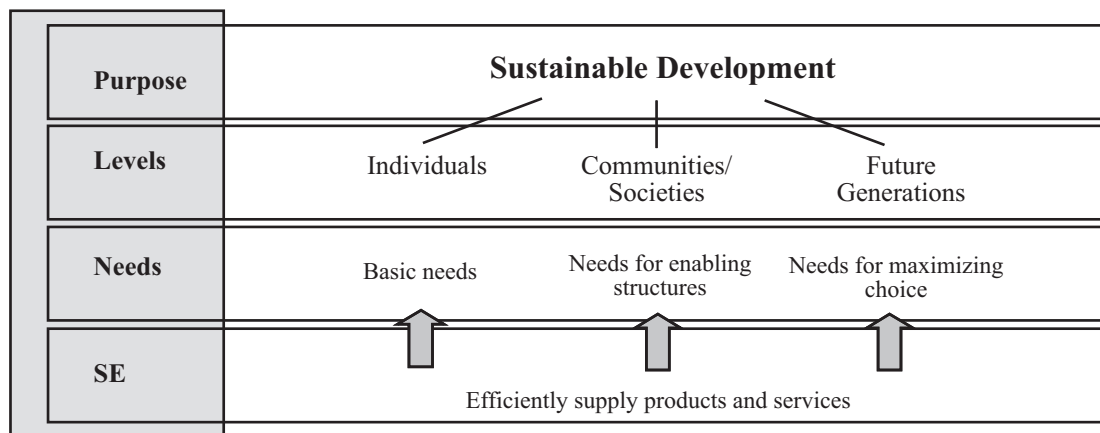 Purpose
Sustainable Development
Levels
Individuals
Communities/
Societies
Future
Generations
Needs
Basic needs
Needs for enabling
structures
Needs for maximizing
choice
SE
Efficiently supply products and services